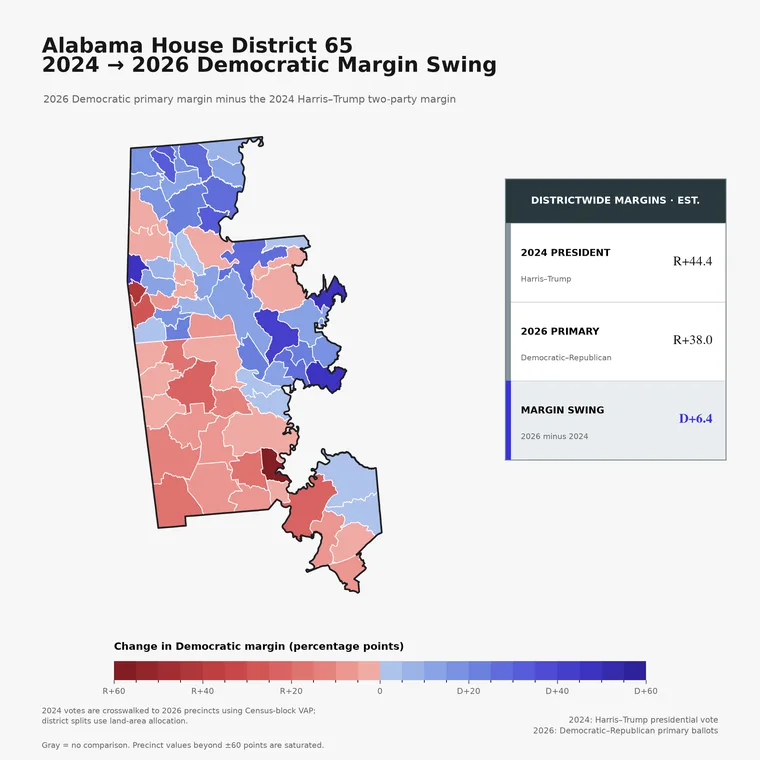 Alabama House District 65
2024 → 2026 Democratic Margin Swing
2026 Democratic primary margin minus the 2024 Harris–Trump two-party margin
DISTRICTWIDE MARGINS · EST.
2024 PRESIDENT
R+44.4
Harris–Trump
2026 PRIMARY
R+38.0
Democratic–Republican
MARGIN SWING
D+6.4
2026 minus 2024
Change in Democratic margin (percentage points)
R+60 R+40 R+20 0 D+20 D+40 D+60
2024 votes are crosswalked to 2026 precincts using Census-block VAP;
district splits use land-area allocation.
Gray = no comparison. Precinct values beyond ±60 points are saturated.
2024: Harris–Trump presidential vote
2026: Democratic–Republican primary ballots